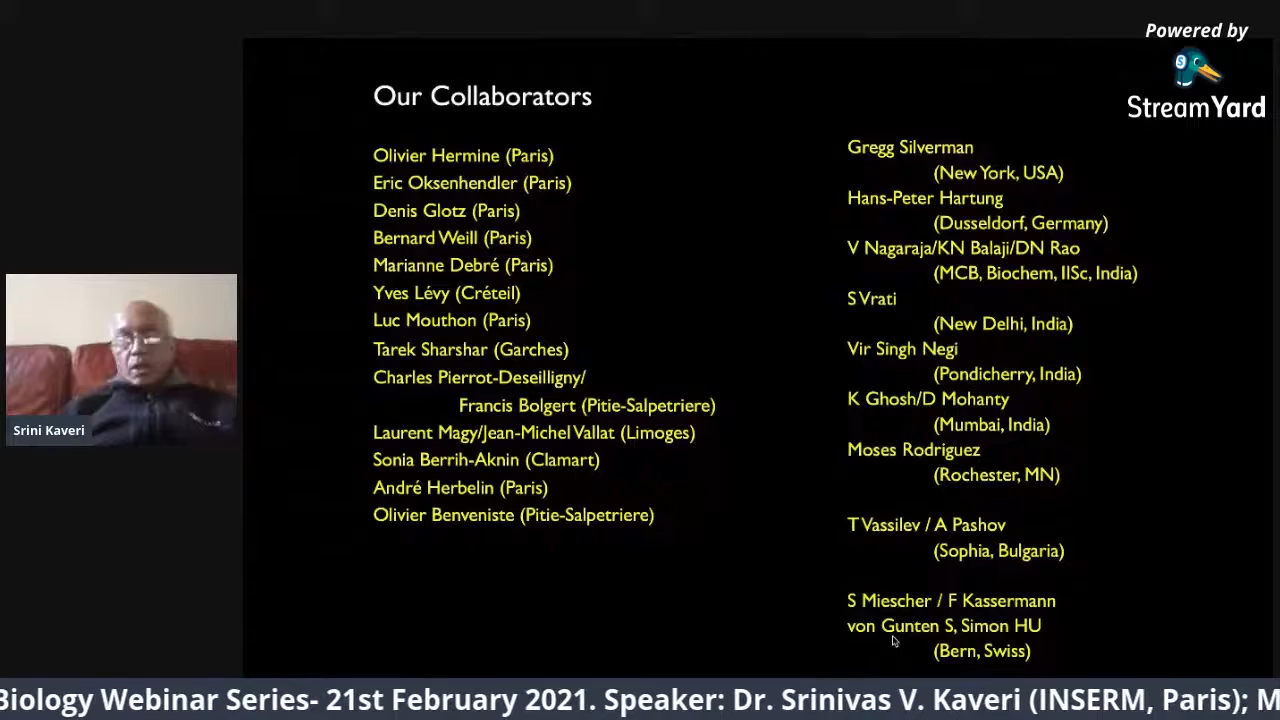 Powered by
StreamYard
Our Collaborators
Olivier Hermine (Paris)
Eric Oksenhendler (Paris)
Denis Glotz (Paris)
Bernard Weill (Paris)
Marianne Debré (Paris)
Yves Lévy (Créteil)
Luc Mouthon (Paris)
Tarek Sharshar (Garches)
Charles Pierrot-Deseilligny/
Francis Bolgert (Pitie-Salpetriere)
Laurent Magy/Jean-Michel Vallat (Limoges)
Sonia Berrih-Aknin (Clamart)
André Herbelin (Paris)
Olivier Benveniste (Pitie-Salpetriere)
Gregg Silverman
(New York, USA)
Hans-Peter Hartung
(Dusseldorf, Germany)
V Nagaraja/KN Balaji/DN Rao
(MCB, Biochem, IISc, India)
S Vrati
(New Delhi, India)
Vir Singh Negi
(Pondicherry, India)
K Ghosh/D Mohanty
(Mumbai, India)
Moses Rodriguez
(Rochester, MN)
T Vassilev / A Pashov
(Sophia, Bulgaria)
S Miescher / F Kassermann
von Gunten S, Simon HU
(Bern, Swiss)
Srini Kaveri
Biology Webinar Series- 21st February 2021. Speaker: Dr. Srinivas V. Kaveri (INSERM, Paris); M